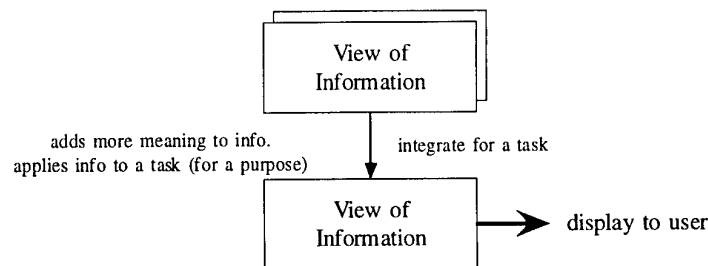 View of
Information
adds more meaning to info.
applies info to a task (for a purpose)
integrate for a task
View of
Information
display to user